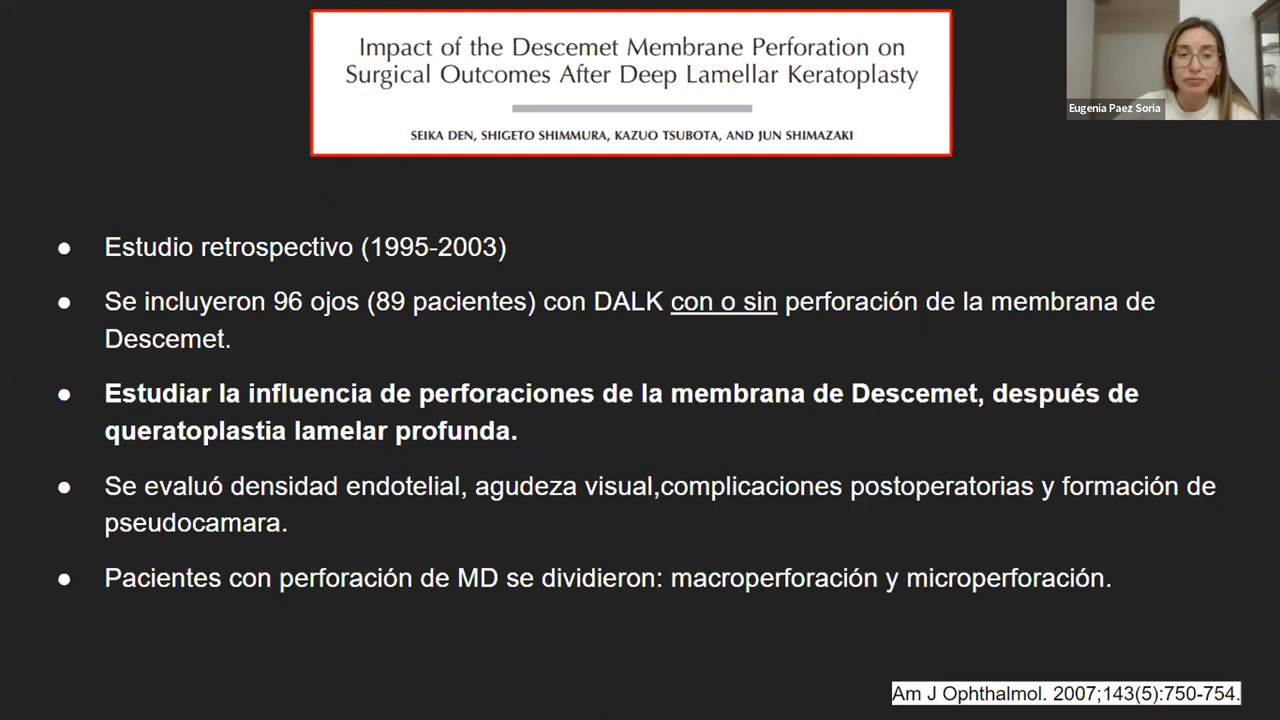 Impact of the Descemet Membrane Perforation on
Surgical Outcomes After Deep Lamellar Keratoplasty
SEIKA DEN, SHIGETO SHIMMURA, KAZUO TSUBOTA, AND JUN SHIMAZAKI
Eugenia Paez Soria
● Estudio retrospectivo (1995-2003)
● Se incluyeron 96 ojos (89 pacientes) con DALK con o sin perforación de la membrana de
Descemet.
● Estudiar la influencia de perforaciones de la membrana de Descemet, después de
queratoplastia lamelar profunda.
● Se evaluó densidad endotelial, agudeza visual,complicaciones postoperatorias y formación de
pseudocamara.
● Pacientes con perforación de MD se dividieron: macroperforación y microperforación.
Am J Ophthalmol. 2007;143(5):750-754.